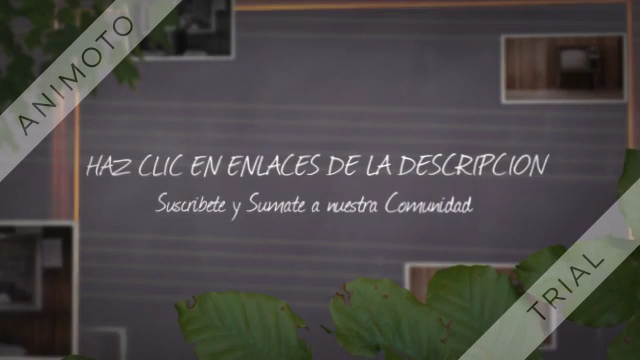 ANIMOTO
HAZ CLIC EN ENLACES DE LA DESCRIPCION
Suscribete y Sumate a nuestra Comunidad
TRIAL